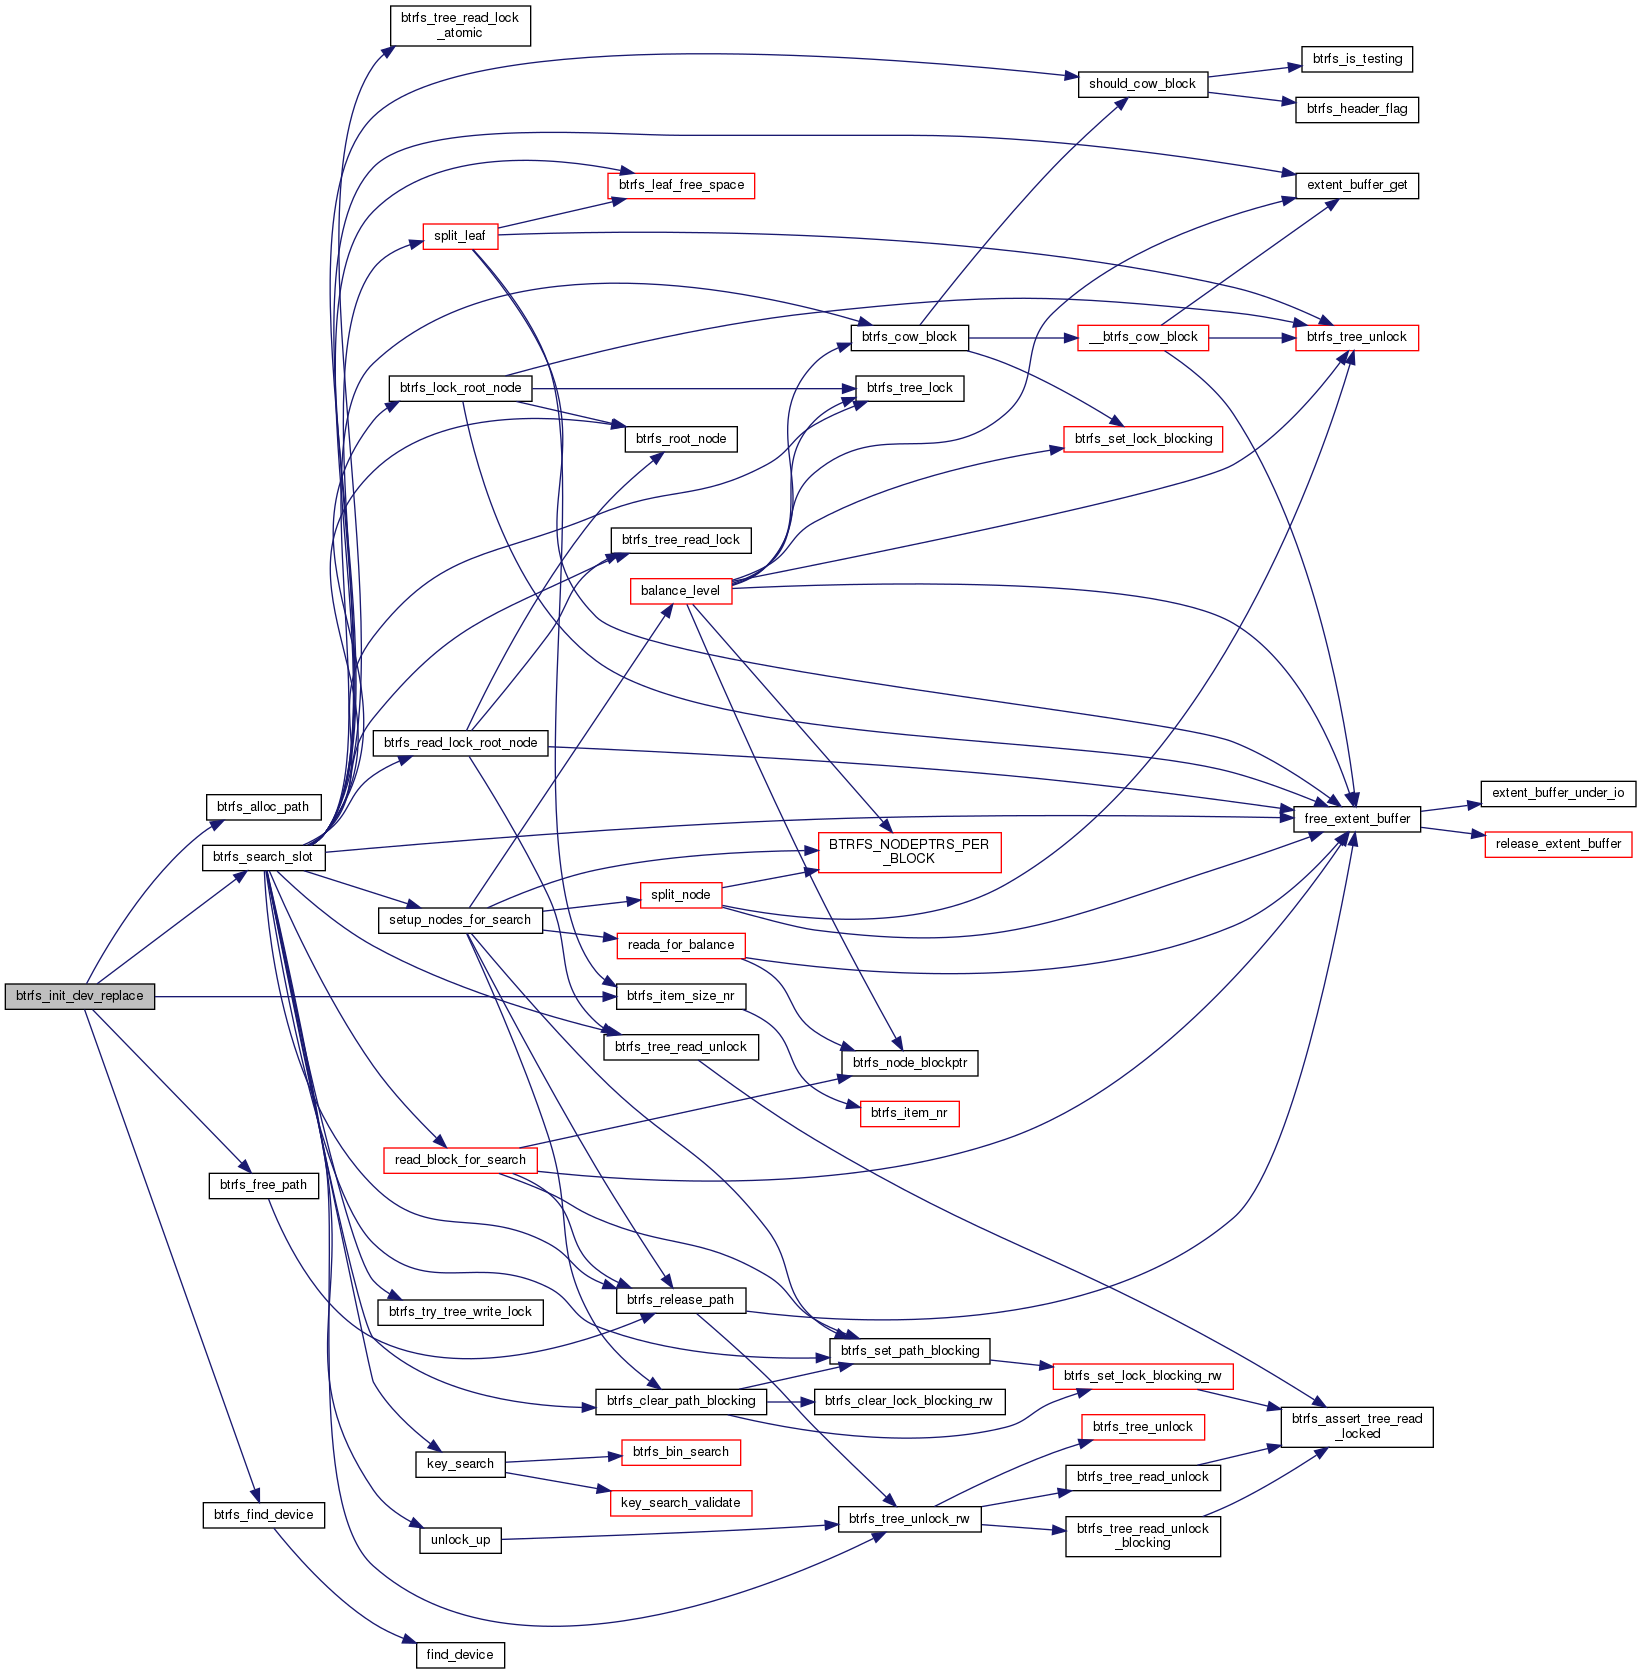 btrfs_tree_read_lock
_atomic
btrfs_is_testing
should_cow_block
btrfs_header_flag
btrfs_leaf_free_space
extent_buffer_get
split_leaf
btrfs_cow_block
__btrfs_cow_block
btrfs_tree_unlock
btrfs_lock_root_node
btrfs_tree_lock
btrfs_root_node
btrfs_set_lock_blocking
btrfs_tree_read_lock
balance_level
btrfs_read_lock_root_node
extent_buffer_under_io
btrfs_alloc_path
free_extent_buffer
release_extent_buffer
btrfs_search_slot
BTRFS_NODEPTRS_PER
_BLOCK
split_node
setup_nodes_for_search
reada_for_balance
btrfs_init_dev_replace
btrfs_item_size_nr
btrfs_tree_read_unlock
btrfs_node_blockptr
btrfs_item_nr
read_block_for_search
btrfs_free_path
btrfs_release_path
btrfs_try_tree_write_lock
btrfs_set_path_blocking
btrfs_set_lock_blocking_rw
btrfs_clear_path_blocking
btrfs_clear_lock_blocking_rw
btrfs_assert_tree_read
_locked
btrfs_tree_unlock
btrfs_bin_search
key_search
btrfs_tree_read_unlock
key_search_validate
btrfs_find_device
btrfs_tree_unlock_rw
btrfs_tree_read_unlock
_blocking
unlock_up
find_device